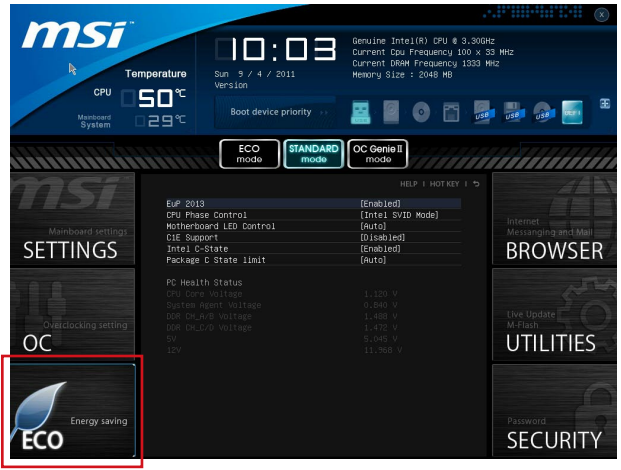 msi
10:03
Genuine Intel(R) CPU @ 3.30GHz
Current Cpu Frequency 100 x 33 MHz
Current DRAM Frequency 1333 MHz
Memory Size : 2048 MB
Temperature
Sun 9 / 4 / 2011
Version
CPU 50°C
Mainboard
System 29°C
Boot device priority
USB USB USB UEFI
ECO
mode
STANDARD
mode
OC Genie II
mode
HELP | HOT KEY |
msi
Mainboard settings
SETTINGS
Overclocking setting
OC
Energy saving
ECO
EuP 2013 [Enabled]
CPU Phase Control [Intel SVID Mode]
Motherboard LED Control [Auto]
C1E Support [Disabled]
Intel C-State [Enabled]
Package C State limit [Auto]
PC Health Status
CPU Core Voltage 1.120 V
System Agent Voltage 0.840 V
DDR CH_A/B Voltage 1.488 V
DDR CH_C/D Voltage 1.472 V
5V 5.045 V
12V 11.968 V
Internet
Messanging and Mail
BROWSER
Live Update
M-Flash
UTILITIES
Password
SECURITY